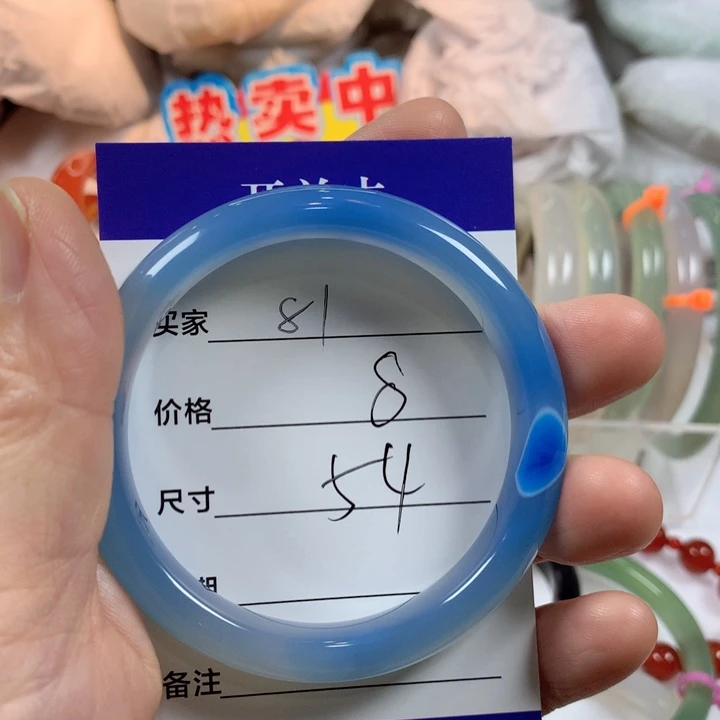 热卖中
买家 81
价格 8
尺寸 54
备注